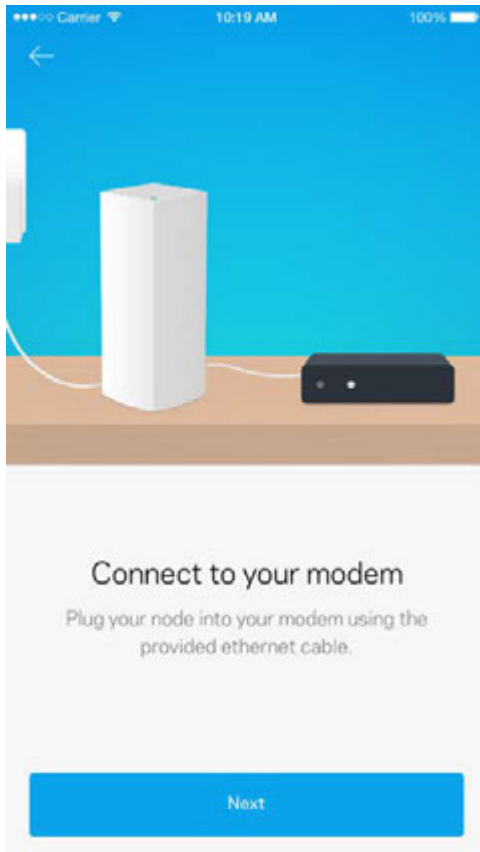 Carrier 10:19 AM 100%
Connect to your modem
Plug your node into your modem using the
provided ethernet cable.
Next